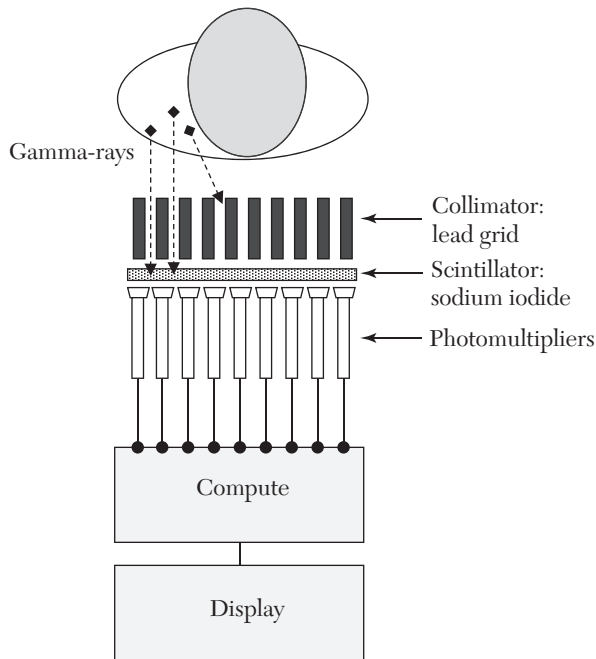 Gamma-rays
Collimator:
lead grid
Scintillator:
sodium iodide
Photomultipliers
Compute
Display